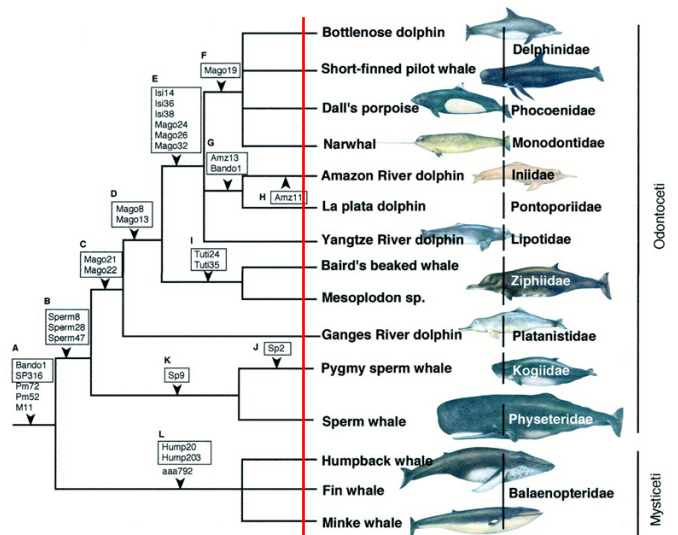 Bottlenose dolphin
Delphinidae
F
Short-finned pilot whale
Mago19
E
Isi14
Isi36
Isi38
Mago24
Mago26
Mago32
Dall's porpoise
Phocoenidae
G
Narwhal
Monodontidae
Amz13
Bando1
Amazon River dolphin
Iniidae
H
Amz11
D
Mago8
Mago13
La plata dolphin
Pontoporiidae
I
Yangtze River dolphin
Lipotidae
Tuti24
Tuti35
C
Mago21
Mago22
Baird's beaked whale
Ziphiidae
Mesoplodon sp.
B
Sperm8
Sperm28
Sperm47
Ganges River dolphin
Platanistidae
A
Bando1
SP316
Pm72
Pm52
M11
J
Sp2
K
Sp9
Pygmy sperm whale
Kogiidae
Sperm whale
Physeteridae
L
Hump20
Hump203
aaa792
Humpback whale
Fin whale
Balaenopteridae
Minke whale
Odontoceti
Mysticeti